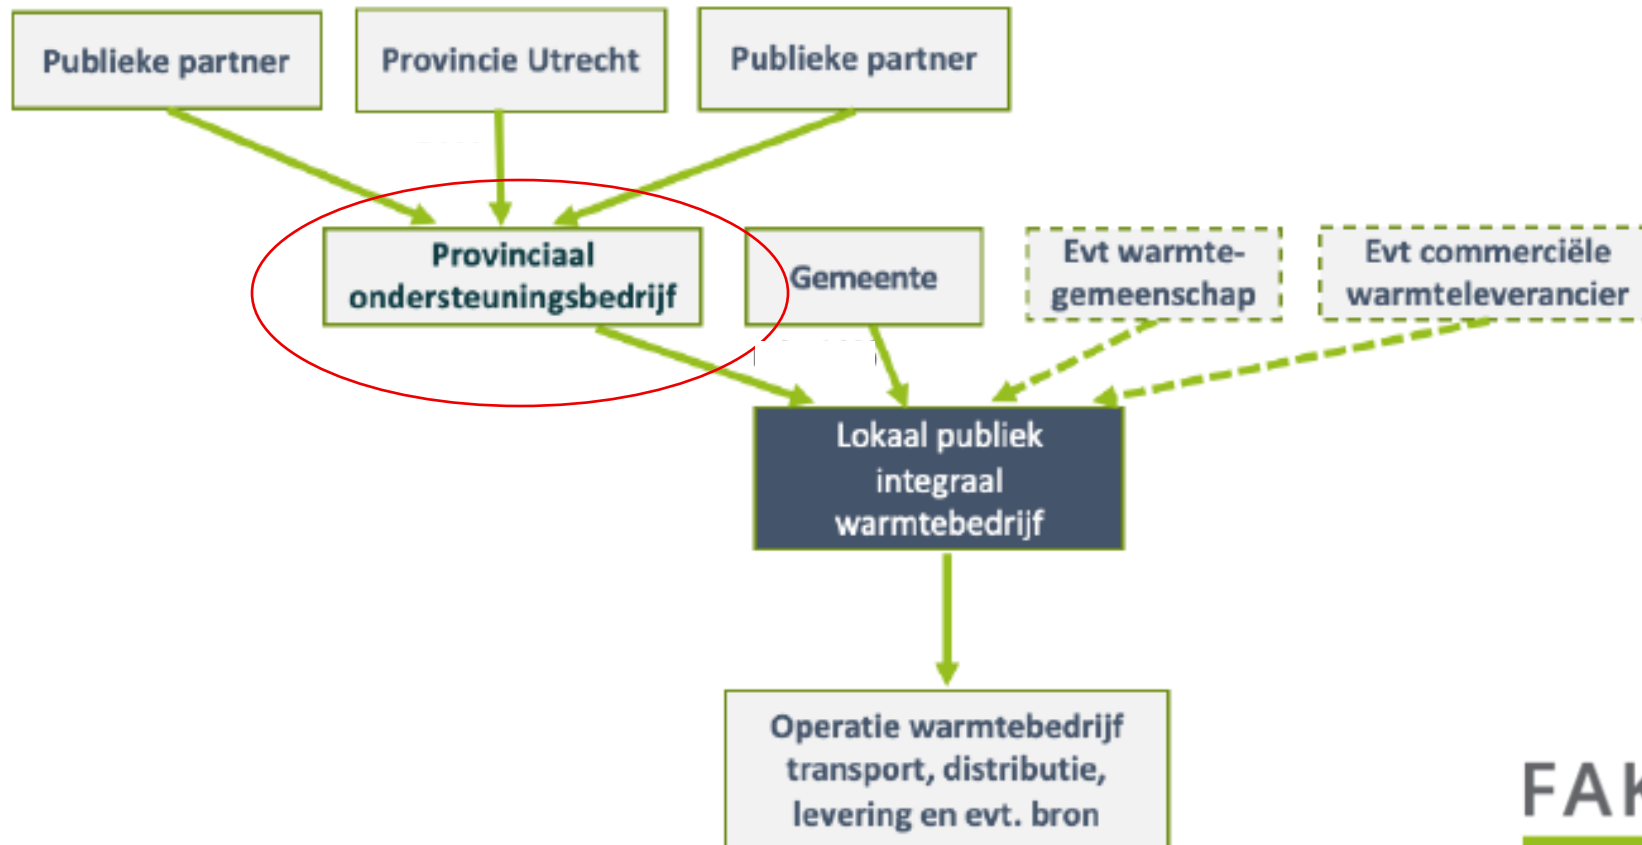 Publieke partner
Provincie Utrecht
Publieke partner
Provinciaal
ondersteuningsbedrijf
Gemeente
Evt warmte-
gemeenschap
Evt commerciële
warmteleverancier
Lokaal publiek
integraal
warmtebedrijf
Operatie warmtebedrijf
transport, distributie,
levering en evt. bron